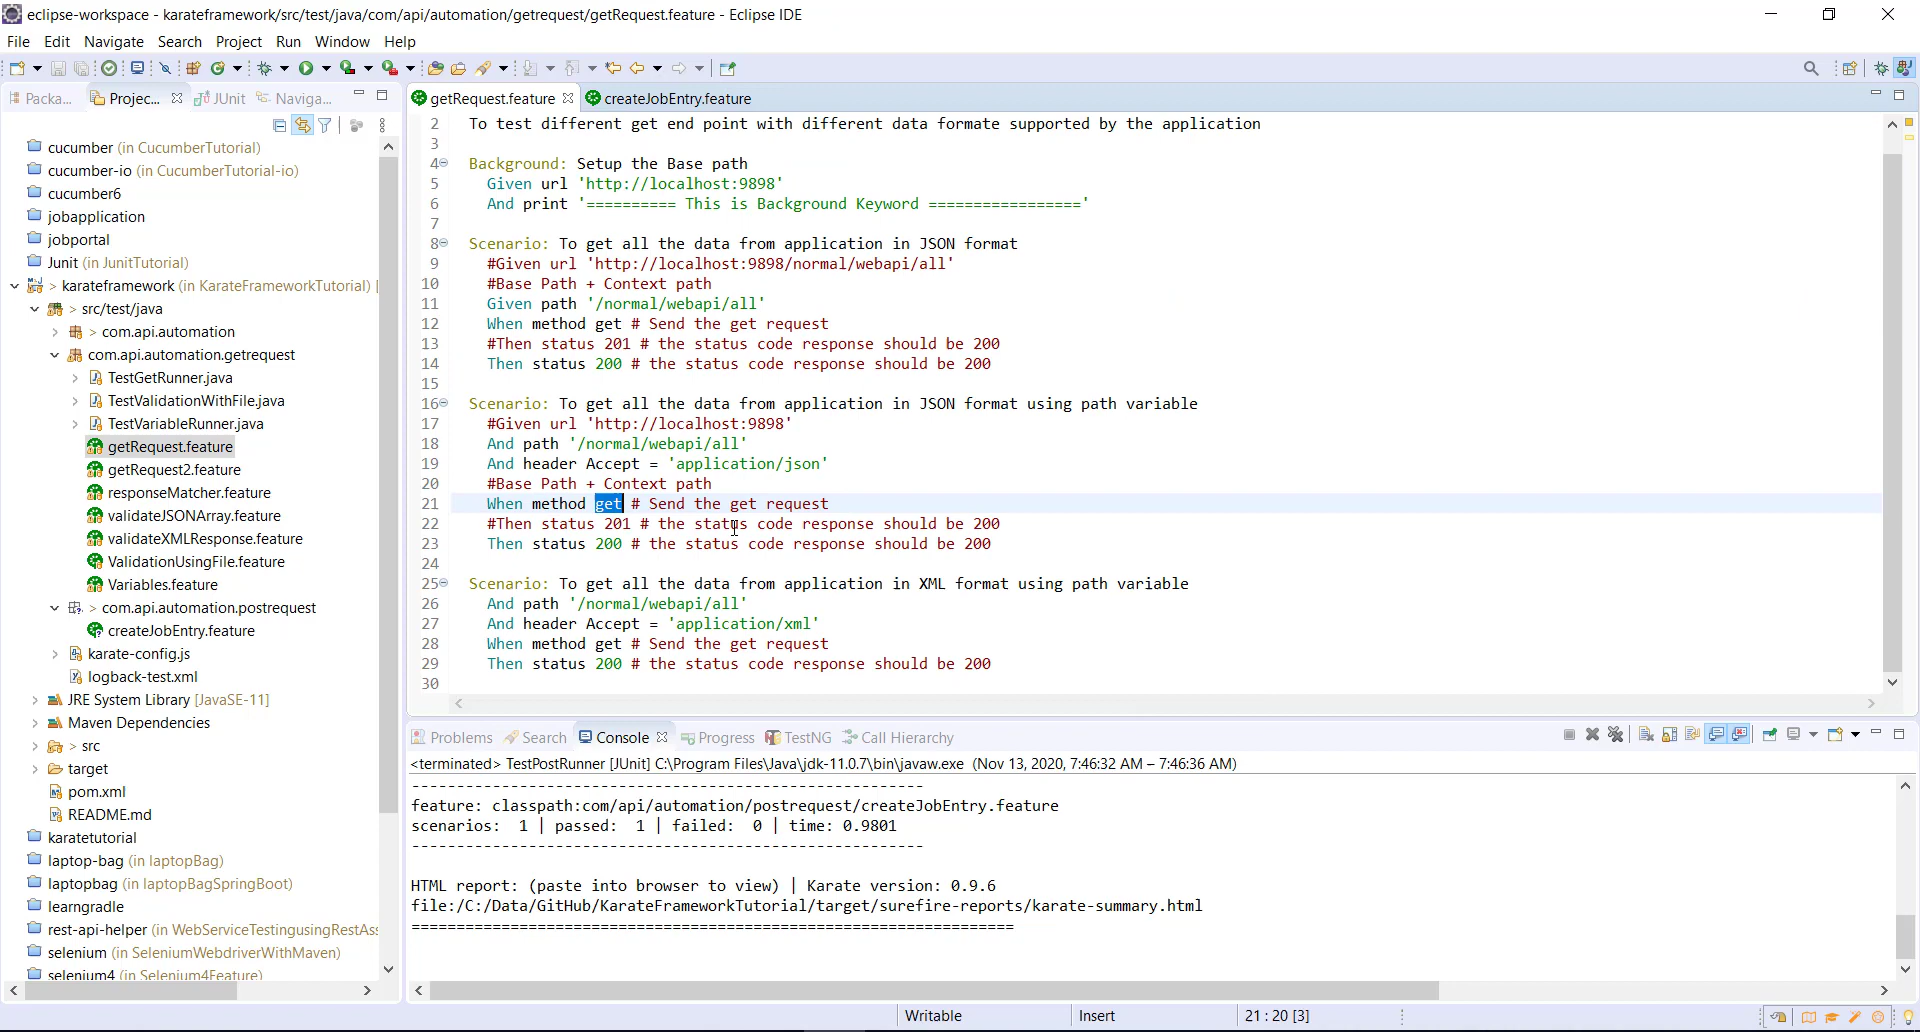 eclipse-workspace - karateframework/src/test/java/com/api/automation/getrequest/getRequest.feature - Eclipse IDE
File Edit Navigate Search Project Run Window Help
Packa... Projec... JUnit Naviga...
cucumber (in CucumberTutorial)
cucumber-io (in CucumberTutorial-io)
cucumber6
jobapplication
jobportal
Junit (in JunitTutorial)
> karateframework (in KarateFrameworkTutorial) [
> src/test/java
> com.api.automation
com.api.automation.getrequest
TestGetRunner.java
TestValidationWithFile.java
TestVariableRunner.java
getRequest.feature
getRequest2.feature
responseMatcher.feature
validateJSONArray.feature
validateXMLResponse.feature
ValidationUsingFile.feature
Variables.feature
> com.api.automation.postrequest
createJobEntry.feature
karate-config.js
logback-test.xml
JRE System Library [JavaSE-11]
Maven Dependencies
> src
target
pom.xml
README.md
karatetutorial
laptop-bag (in laptopBag)
laptopbag (in laptopBagSpringBoot)
learngradle
rest-api-helper (in WebServiceTestingusingRestAss
selenium (in SeleniumWebdriverWithMaven)
selenium4 (in Selenium4Feature)
getRequest.feature createJobEntry.feature
2 To test different get end point with different data formate supported by the application
3
4 Background: Setup the Base path
5 Given url 'http://localhost:9898'
6 And print '========== This is Background Keyword ================='
7
8 Scenario: To get all the data from application in JSON format
9 #Given url 'http://localhost:9898/normal/webapi/all'
10 #Base Path + Context path
11 Given path '/normal/webapi/all'
12 When method get # Send the get request
13 #Then status 201 # the status code response should be 200
14 Then status 200 # the status code response should be 200
15
16 Scenario: To get all the data from application in JSON format using path variable
17 #Given url 'http://localhost:9898'
18 And path '/normal/webapi/all'
19 And header Accept = 'application/json'
20 #Base Path + Context path
21 When method get # Send the get request
22 #Then status 201 # the status code response should be 200
23 Then status 200 # the status code response should be 200
24
25 Scenario: To get all the data from application in XML format using path variable
26 And path '/normal/webapi/all'
27 And header Accept = 'application/xml'
28 When method get # Send the get request
29 Then status 200 # the status code response should be 200
30
Problems Search Console Progress TestNG Call Hierarchy
<terminated> TestPostRunner [JUnit] C:\Program Files\Java\jdk-11.0.7\bin\javaw.exe (Nov 13, 2020, 7:46:32 AM – 7:46:36 AM)
---------------------------------------------------------
feature: classpath:com/api/automation/postrequest/createJobEntry.feature
scenarios: 1 | passed: 1 | failed: 0 | time: 0.9801
---------------------------------------------------------
HTML report: (paste into browser to view) | Karate version: 0.9.6
file:/C:/Data/GitHub/KarateFrameworkTutorial/target/surefire-reports/karate-summary.html
===================================================================
Writable Insert 21 : 20 [3]